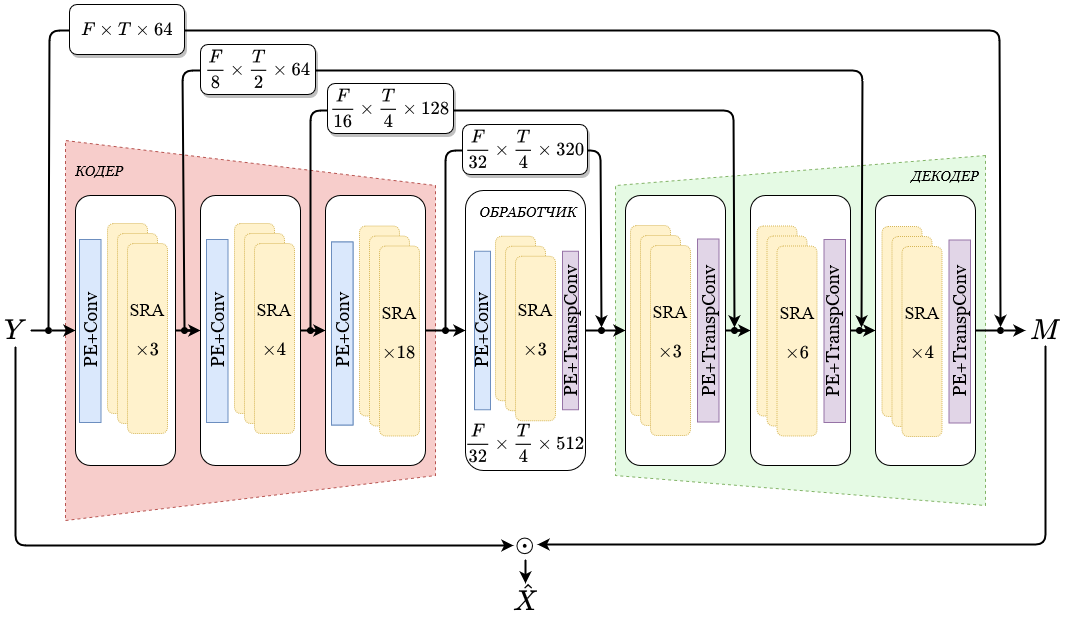 F × T × 64
F/8 × T/2 × 64
F/16 × T/4 × 128
F/32 × T/4 × 320
КОДЕР
ДЕКОДЕР
ОБРАБОТЧИК
Y
PE+Conv
SRA
×3
PE+Conv
SRA
×4
PE+Conv
SRA
×18
PE+Conv
SRA
×3
PE+TranspConv
F/32 × T/4 × 512
SRA
×3
PE+TranspConv
SRA
×6
PE+TranspConv
SRA
×4
PE+TranspConv
M
⊙
X̂